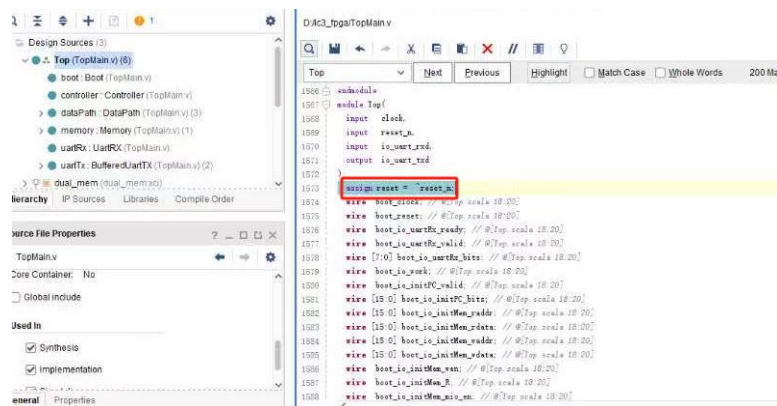 Design Sources (3)
Top (TopMain.v) (6)
boot : Boot (TopMain.v)
controller : Controller (TopMain.v)
dataPath : DataPath (TopMain.v) (3)
memory : Memory (TopMain.v) (1)
uartRx : UartRX (TopMain.v)
uartTx : BufferedUartTX (TopMain.v) (2)
dual_mem (dual_mem.xci)
Hierarchy IP Sources Libraries Compile Order
Source File Properties
TopMain.v
Core Container: No
Global include
Used In
Synthesis
Implementation
General Properties
D:/lc3_fpga/TopMain.v
Top Next Previous Highlight Match Case Whole Words 200 Ma
1566 endmodule
1567 module Top(
1568 input clock,
1569 input reset_n,
1570 input io_uart_rxd,
1571 output io_uart_txd
1572 )
1573 assign reset = ~reset_n;
1574 wire boot_clock; // @[Top.scala 18:20]
1575 wire boot_reset; // @[Top.scala 18:20]
1576 wire boot_io_uartRx_ready; // @[Top.scala 18:20]
1577 wire boot_io_uartRx_valid; // @[Top.scala 18:20]
1578 wire [7:0] boot_io_uartRx_bits; // @[Top.scala 18:20]
1579 wire boot_io_work; // @[Top.scala 18:20]
1580 wire boot_io_initPC_valid; // @[Top.scala 18:20]
1581 wire [15:0] boot_io_initPC_bits; // @[Top.scala 18:20]
1582 wire [15:0] boot_io_initMem_raddr; // @[Top.scala 18:20]
1583 wire [15:0] boot_io_initMem_rdata; // @[Top.scala 18:20]
1584 wire [15:0] boot_io_initMem_waddr; // @[Top.scala 18:20]
1585 wire [15:0] boot_io_initMem_wdata; // @[Top.scala 18:20]
1586 wire boot_io_initMem_wen; // @[Top.scala 18:20]
1587 wire boot_io_initMem_R; // @[Top.scala 18:20]
1588 wire boot_io_initMem_mio_en; // @[Top.scala 18:20]